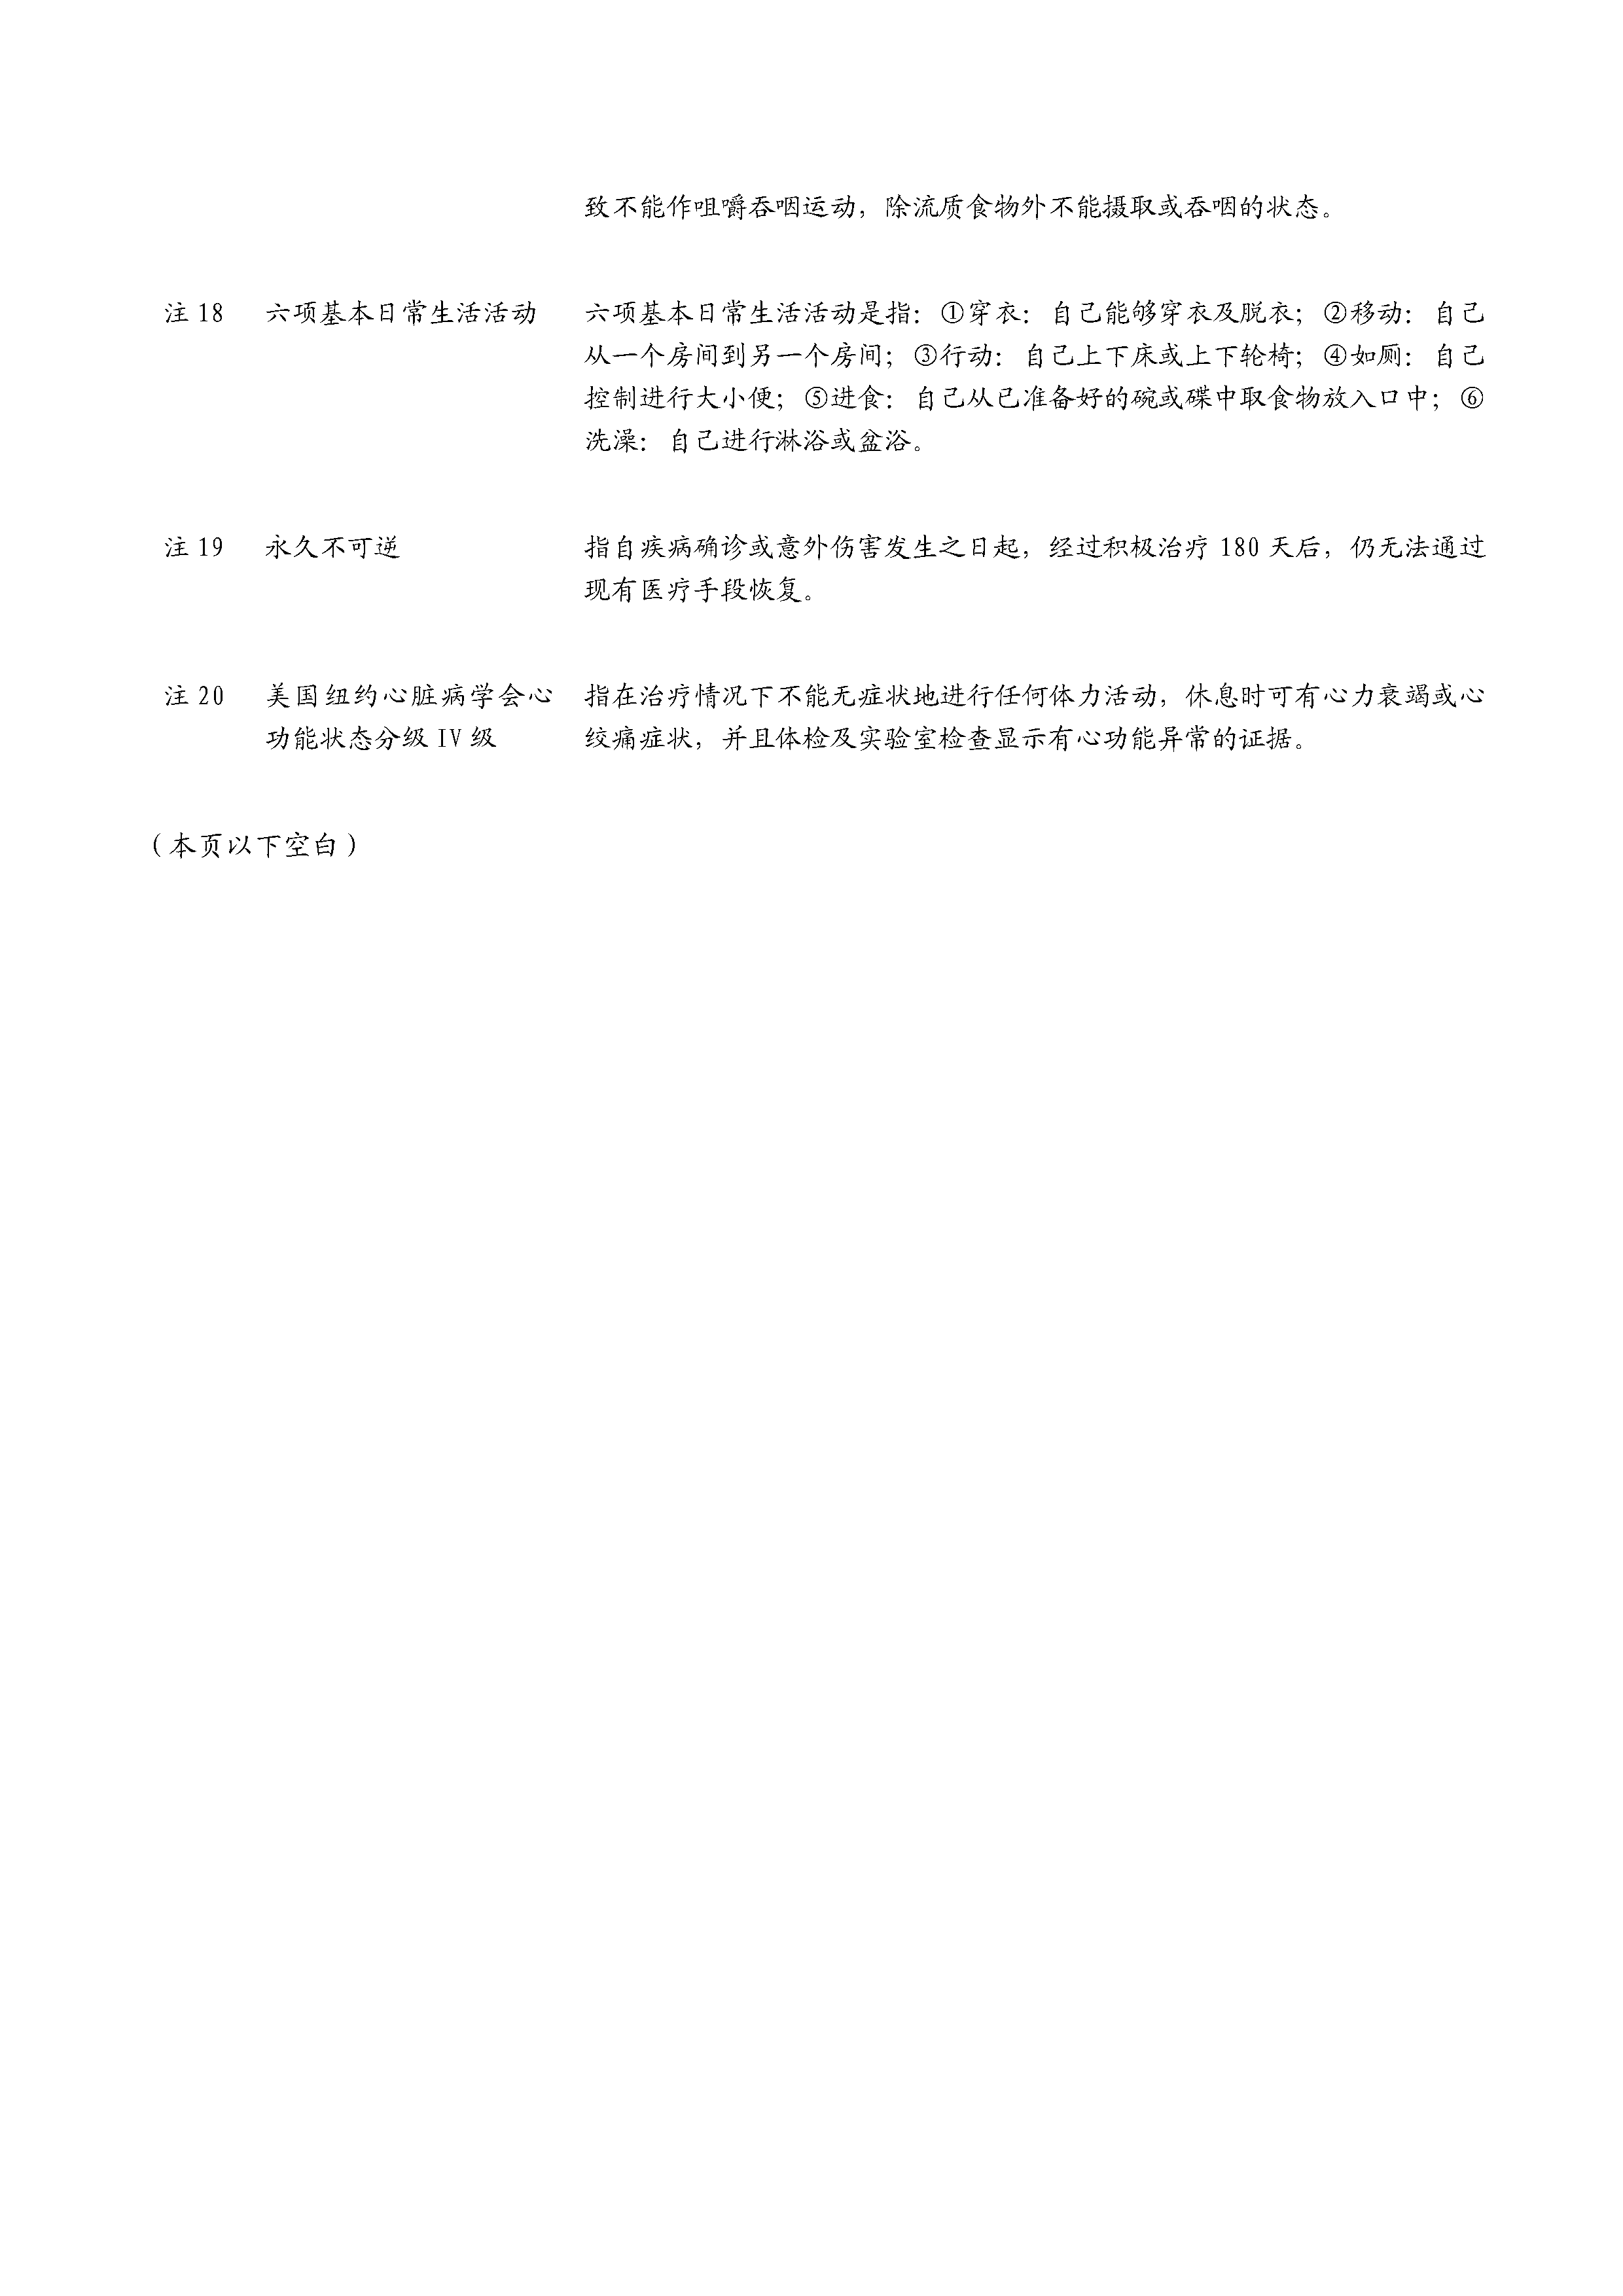 致不能作咀嚼吞咽运动，除流质食物外不能摄取或吞咽的状态。
注 18 六项基本日常生活活动 六项基本日常生活活动是指：①穿衣：自己能够穿衣及脱衣；②移动：自己
从一个房间到另一个房间；③行动：自己上下床或上下轮椅；④如厕：自己
控制进行大小便；⑤进食：自己从已准备好的碗或碟中取食物放入口中；⑥
洗澡：自己进行淋浴或盆浴。
注 19 永久不可逆 指自疾病确诊或意外伤害发生之日起，经过积极治疗 180 天后，仍无法通过
现有医疗手段恢复。
注 20 美国纽约心脏病学会心 指在治疗情况下不能无症状地进行任何体力活动，休息时可有心力衰竭或心
功能状态分级 IV 级 绞痛症状，并且体检及实验室检查显示有心功能异常的证据。
（本页以下空白）